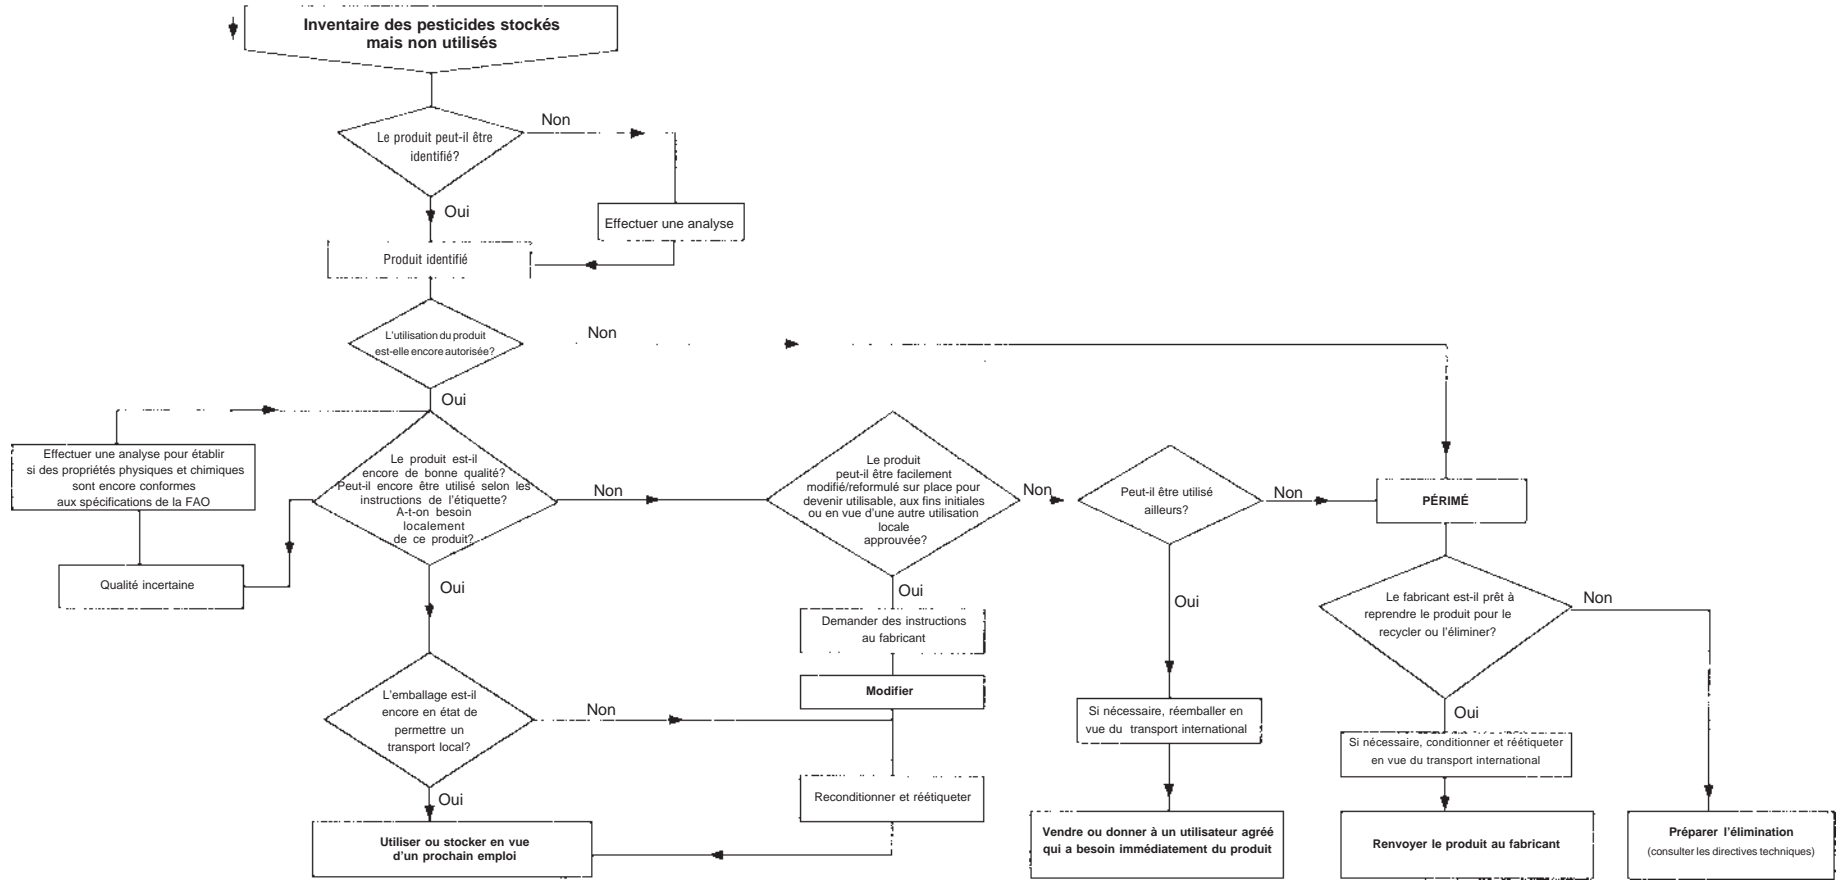 Inventaire des pesticides stockés
mais non utilisés
Le produit peut-il être
identifié?
Non
Oui
Effectuer une analyse
Produit identifié
L'utilisation du produit
est-elle encore autorisée?
Non
Oui
Effectuer une analyse pour établir
si des propriétés physiques et chimiques
sont encore conformes
aux spécifications de la FAO
Qualité incertaine
Le produit est-il
encore de bonne qualité?
Peut-il encore être utilisé selon les
instructions de l'étiquette?
A-t-on besoin
localement
de ce produit?
Non
Oui
Le produit
peut-il être facilement
modifié/reformulé sur place pour
devenir utilisable, aux fins initiales
ou en vue d'une autre utilisation
locale
approuvée?
Non
Oui
Peut-il être utilisé
ailleurs?
Non
Oui
PÉRIMÉ
Le fabricant est-il prêt à
reprendre le produit pour le
recycler ou l'éliminer?
Non
Oui
Demander des instructions
au fabricant
Modifier
L'emballage est-il
encore en état de
permettre un
transport local?
Non
Oui
Si nécessaire, réemballer en
vue du transport international
Si nécessaire, conditionner et réétiqueter
en vue du transport international
Reconditionner et réétiqueter
Utiliser ou stocker en vue
d'un prochain emploi
Vendre ou donner à un utilisateur agréé
qui a besoin immédiatement du produit
Renvoyer le produit au fabricant
Préparer l'élimination
(consulter les directives techniques)